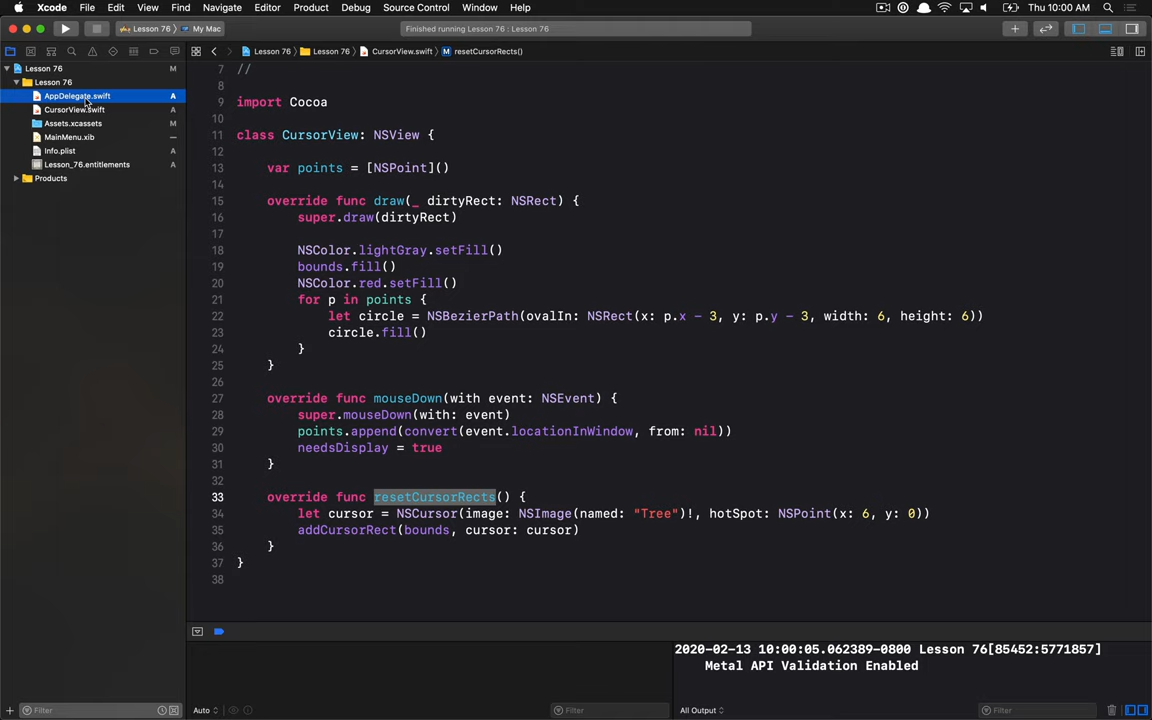 Xcode File Edit View Find Navigate Editor Product Debug Source Control Window Help Thu 10:00 AM
Lesson 76 My Mac Finished running Lesson 76 : Lesson 76
Lesson 76 Lesson 76 CursorView.swift M resetCursorRects()
Lesson 76 M
Lesson 76
AppDelegate.swift A
CursorView.swift A
Assets.xcassets M
MainMenu.xib
Info.plist A
Lesson_76.entitlements A
Products
7 //
8
9 import Cocoa
10
11 class CursorView: NSView {
12
13 var points = [NSPoint]()
14
15 override func draw(_ dirtyRect: NSRect) {
16 super.draw(dirtyRect)
17
18 NSColor.lightGray.setFill()
19 bounds.fill()
20 NSColor.red.setFill()
21 for p in points {
22 let circle = NSBezierPath(ovalIn: NSRect(x: p.x - 3, y: p.y - 3, width: 6, height: 6))
23 circle.fill()
24 }
25 }
26
27 override func mouseDown(with event: NSEvent) {
28 super.mouseDown(with: event)
29 points.append(convert(event.locationInWindow, from: nil))
30 needsDisplay = true
31 }
32
33 override func resetCursorRects() {
34 let cursor = NSCursor(image: NSImage(named: "Tree")!, hotSpot: NSPoint(x: 6, y: 0))
35 addCursorRect(bounds, cursor: cursor)
36 }
37 }
38
2020-02-13 10:00:05.062389-0800 Lesson 76[85452:5771857]
Metal API Validation Enabled
Filter Auto Filter All Output Filter